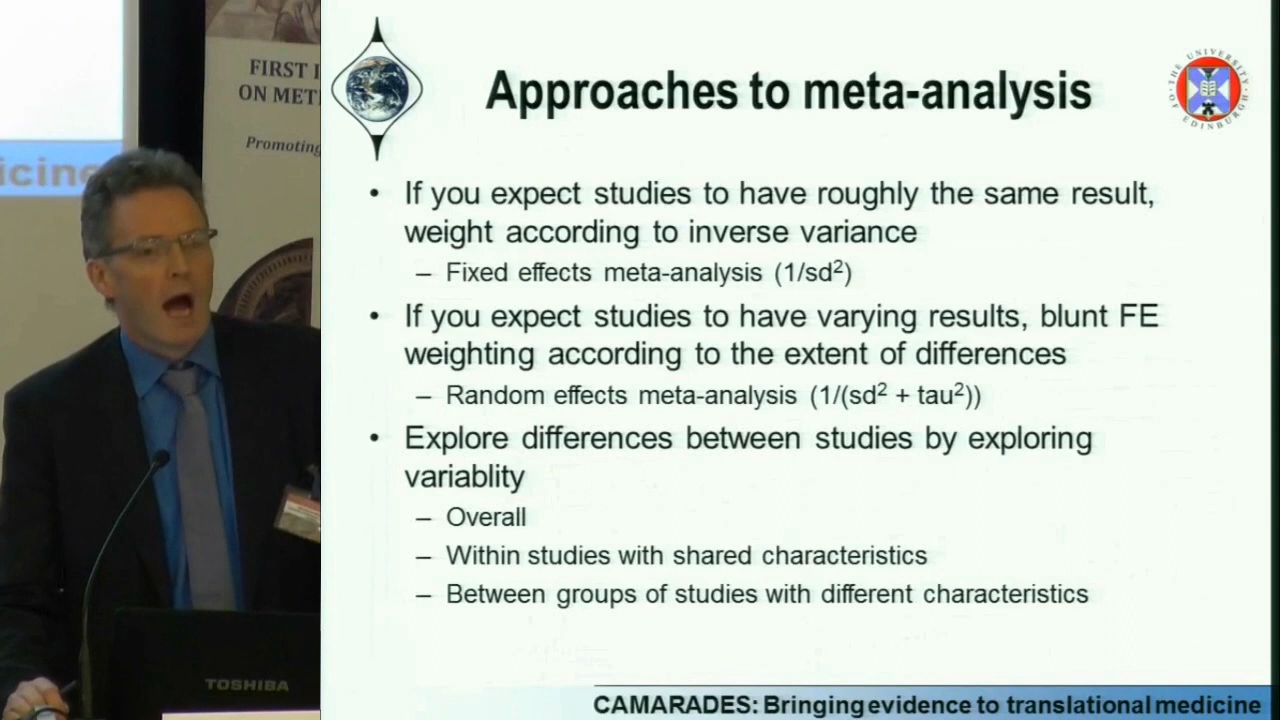 icine
FIRST I
ON MET
Promoting
TOSHIBA
Approaches to meta-analysis
THE UNIVERSITY OF EDINBURGH
• If you expect studies to have roughly the same result,
weight according to inverse variance
– Fixed effects meta-analysis (1/sd²)
• If you expect studies to have varying results, blunt FE
weighting according to the extent of differences
– Random effects meta-analysis (1/(sd² + tau²))
• Explore differences between studies by exploring
variablity
– Overall
– Within studies with shared characteristics
– Between groups of studies with different characteristics
CAMARADES: Bringing evidence to translational medicine